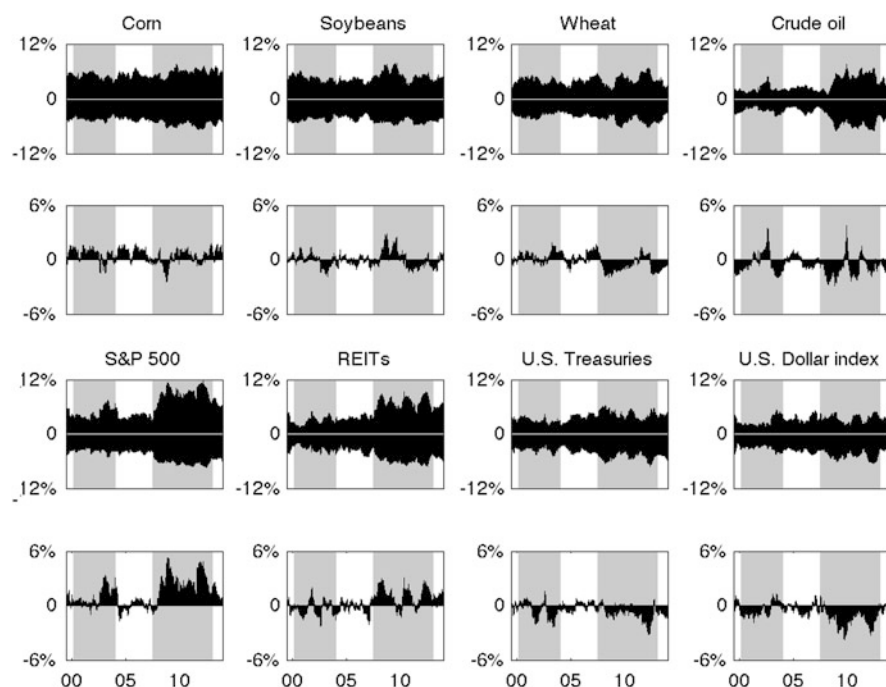 Corn Soybeans Wheat Crude oil
12% 12% 12% 12%
0 0 0 0
-12% -12% -12% -12%
6% 6% 6% 6%
0 0 0 0
-6% -6% -6% -6%
S&P 500 REITs U.S. Treasuries U.S. Dollar index
12% 12% 12% 12%
0 0 0 0
12% -12% -12% -12%
-
6% 6% 6% 6%
0 0 0 0
-6% -6% -6% -6%
00 05 10 00 05 10 00 05 10 00 05 10